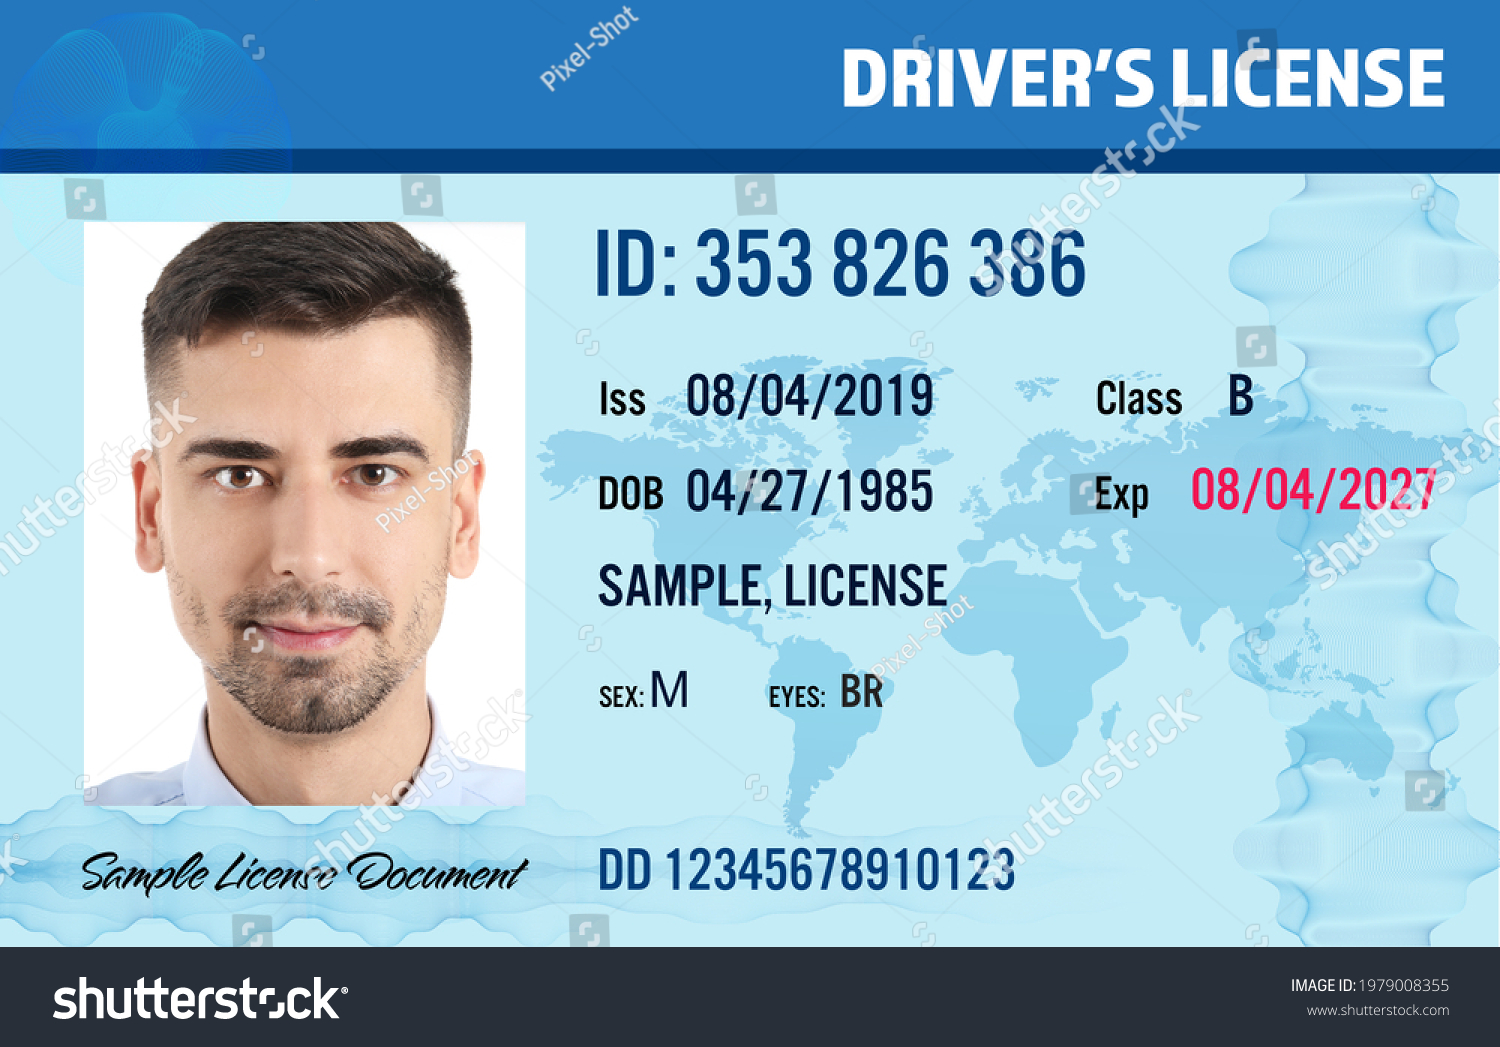 Pixel-Shot
DRIVER'S LICENSE
shutterstock
ID: 353 826 386
Iss 08/04/2019 Class B
DOB 04/27/1985 Exp 08/04/2027
shutterstock
Pixel-Shot
shutterstock
SAMPLE, LICENSE
Pixel-Shot
SEX: M EYES: BR
shutterstock
shutterstock
Sample License Document
DD 12345678910123
shutterstock
IMAGE ID: 1979008355
www.shutterstock.com